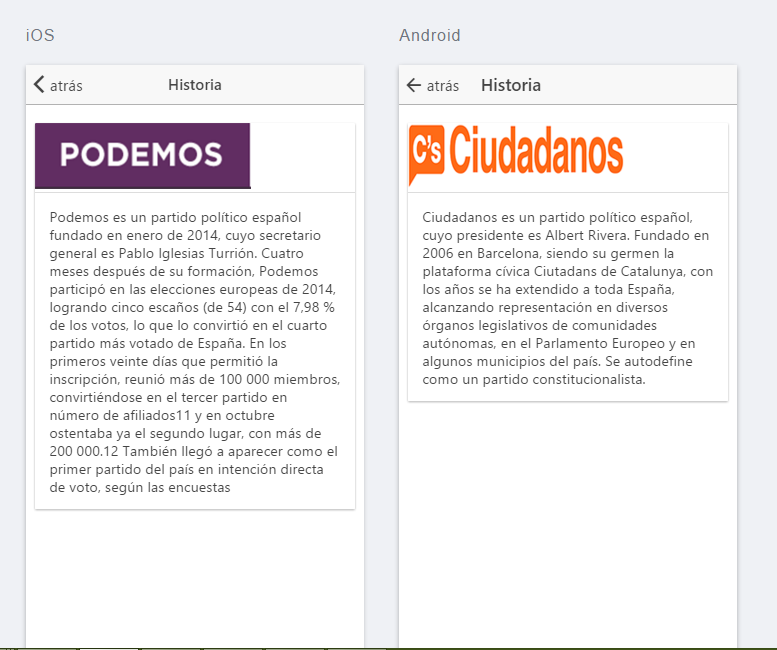 iOS
atrás
Historia
PODEMOS
Podemos es un partido político español
fundado en enero de 2014, cuyo secretario
general es Pablo Iglesias Turrión. Cuatro
meses después de su formación, Podemos
participó en las elecciones europeas de 2014,
logrando cinco escaños (de 54) con el 7,98 %
de los votos, lo que lo convirtió en el cuarto
partido más votado de España. En los
primeros veinte días que permitió la
inscripción, reunió más de 100 000 miembros,
convirtiéndose en el tercer partido en
número de afiliados11 y en octubre
ostentaba ya el segundo lugar, con más de
200 000.12 También llegó a aparecer como el
primer partido del país en intención directa
de voto, según las encuestas
Android
atrás
Historia
C's Ciudadanos
Ciudadanos es un partido político español,
cuyo presidente es Albert Rivera. Fundado en
2006 en Barcelona, siendo su germen la
plataforma cívica Ciutadans de Catalunya, con
los años se ha extendido a toda España,
alcanzando representación en diversos
órganos legislativos de comunidades
autónomas, en el Parlamento Europeo y en
algunos municipios del país. Se autodefine
como un partido constitucionalista.